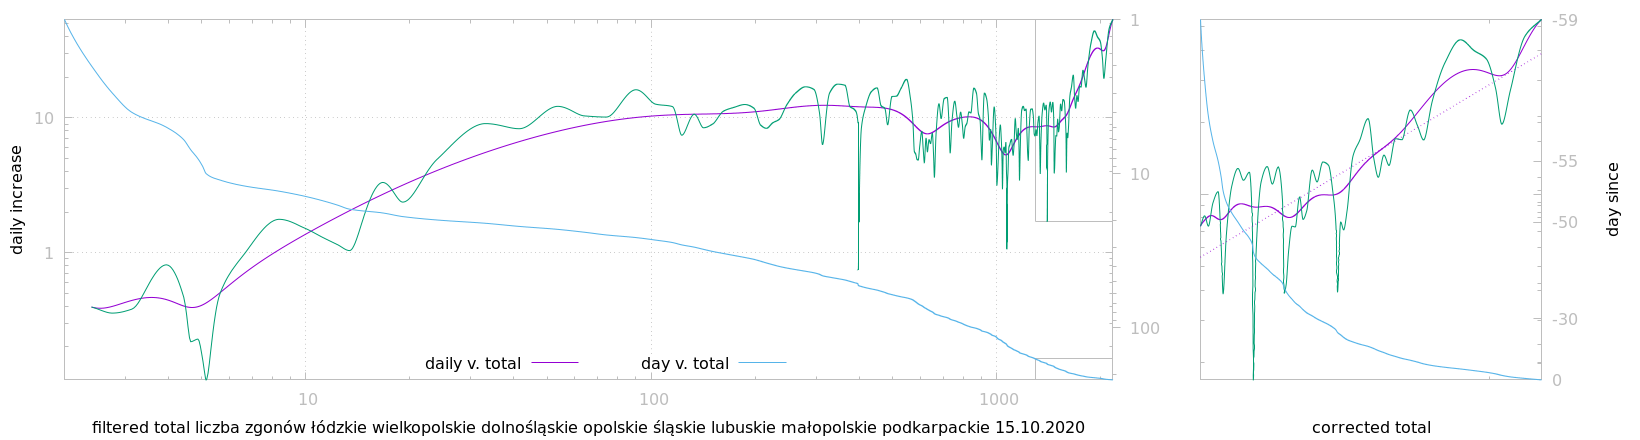 daily increase
10
1
daily v. total
day v. total
10
100
1000
1
10
100
filtered total liczba zgonów łódzkie wielkopolskie dolnośląskie opolskie śląskie lubuskie małopolskie podkarpackie 15.10.2020
-59
-55
-50
-30
0
day since
corrected total